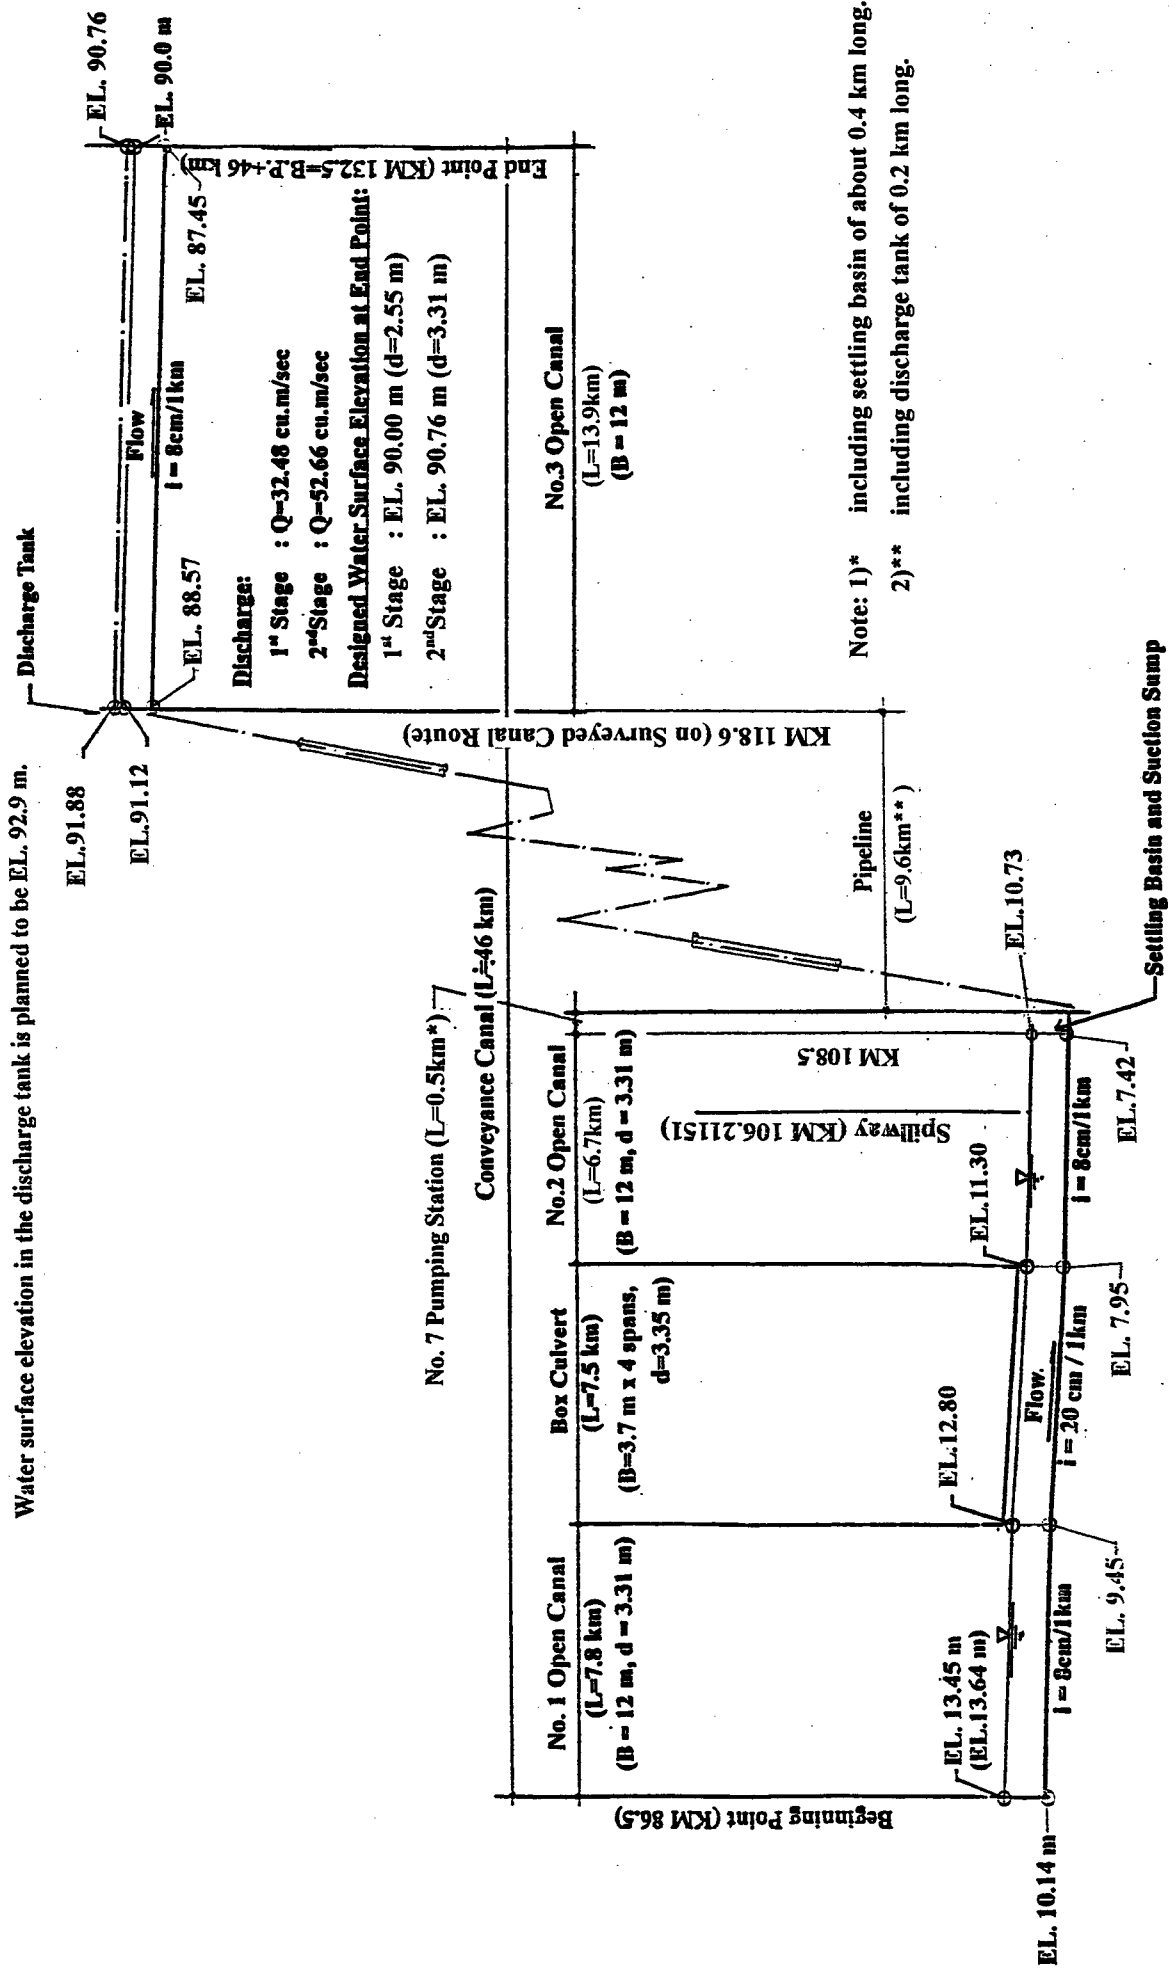 Water surface elevation in the discharge tank is planned to be EL. 92.9 m.
Discharge Tank
EL.91.88
EL.91.12
EL. 90.76
EL. 90.0 m
Flow
i = 8cm/1km
EL. 88.57
EL. 87.45
End Point (KM 132.5=B.P.+46 km)
Discharge:
1st Stage : Q=32.48 cu.m/sec
2nd Stage : Q=52.66 cu.m/sec
Designed Water Surface Elevation at End Point:
1st Stage : EL. 90.00 m (d=2.55 m)
2nd Stage : EL. 90.76 m (d=3.31 m)
No. 7 Pumping Station (L=0.5km*)
Conveyance Canal (L≒46 km)
No. 1 Open Canal
(L=7.8 km)
(B = 12 m, d = 3.31 m)
Box Culvert
(L=7.5 km)
(B=3.7 m x 4 spans,
d=3.35 m)
No.2 Open Canal
(L=6.7km)
(B = 12 m, d = 3.31 m)
No.3 Open Canal
(L=13.9km)
(B = 12 m)
KM 118.6 (on Surveyed Canal Route)
Pipeline
(L=9.6km**)
Beginning Point (KM 86.5)
Spillway (KM 106.21151)
KM 108.5
EL. 13.45 m
(EL.13.64 m)
EL.12.80
EL.11.30
EL.10.73
EL. 10.14 m
i = 8cm/1km
EL. 9.45
Flow.
i = 20 cm / 1km
EL. 7.95
i = 8cm/1km
EL.7.42
Settling Basin and Suction Sump
Note: 1)* including settling basin of about 0.4 km long.
2)** including discharge tank of 0.2 km long.